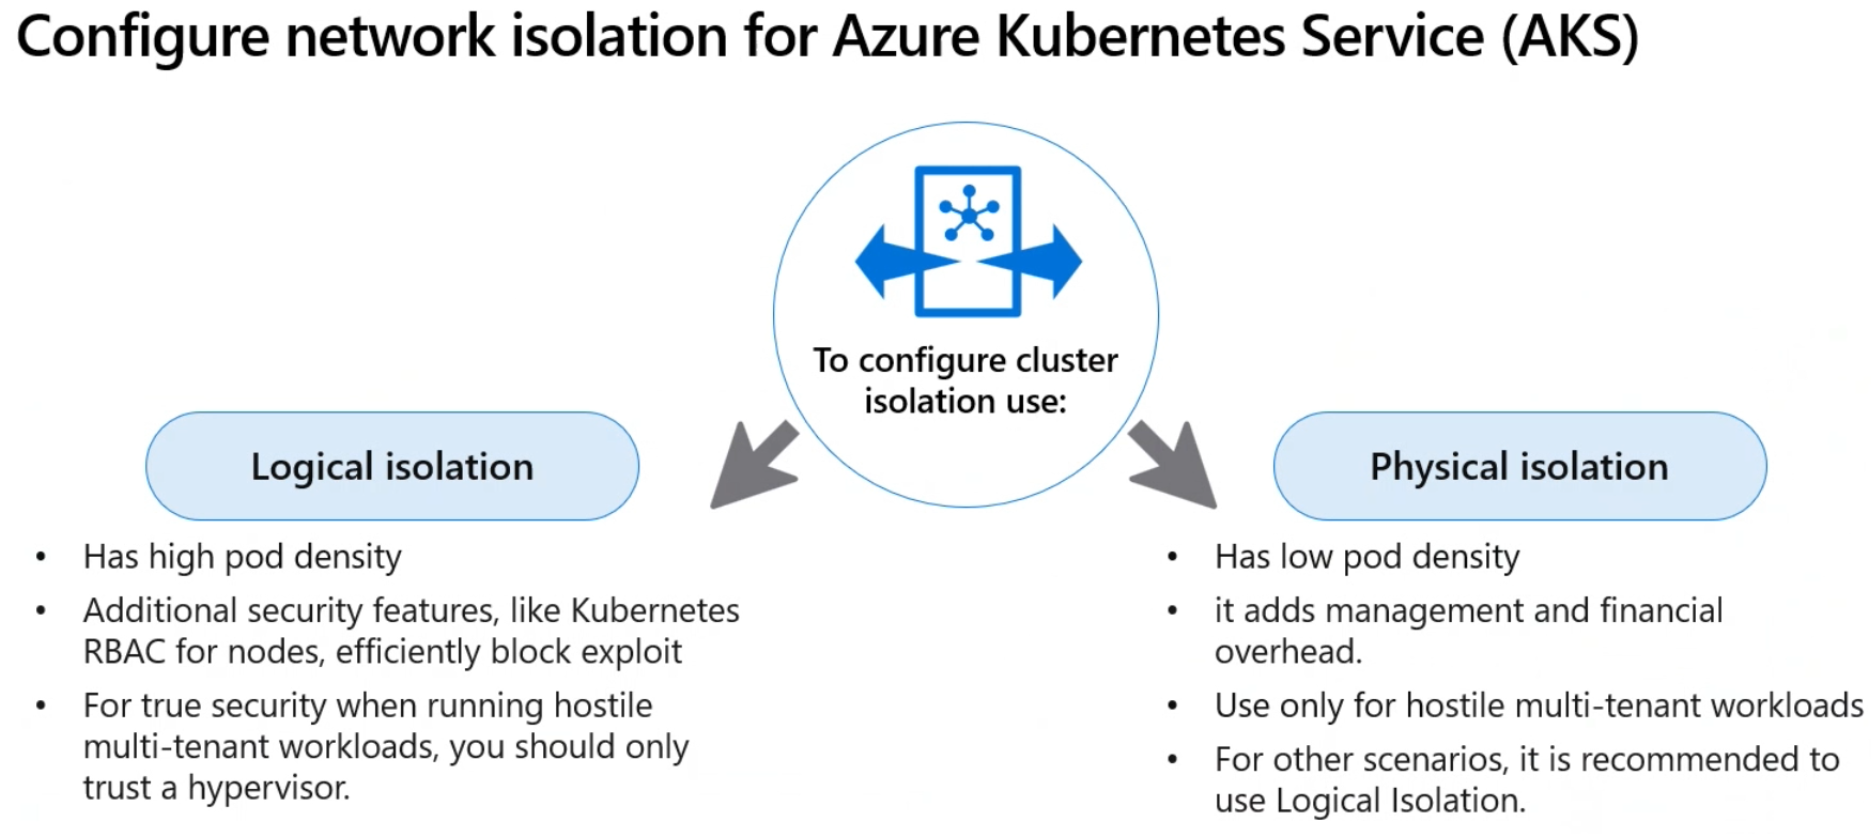 Configure network isolation for Azure Kubernetes Service (AKS)
To configure cluster
isolation use:
Logical isolation
• Has high pod density
• Additional security features, like Kubernetes
RBAC for nodes, efficiently block exploit
• For true security when running hostile
multi-tenant workloads, you should only
trust a hypervisor.
Physical isolation
• Has low pod density
• it adds management and financial
overhead.
• Use only for hostile multi-tenant workloads
• For other scenarios, it is recommended to
use Logical Isolation.